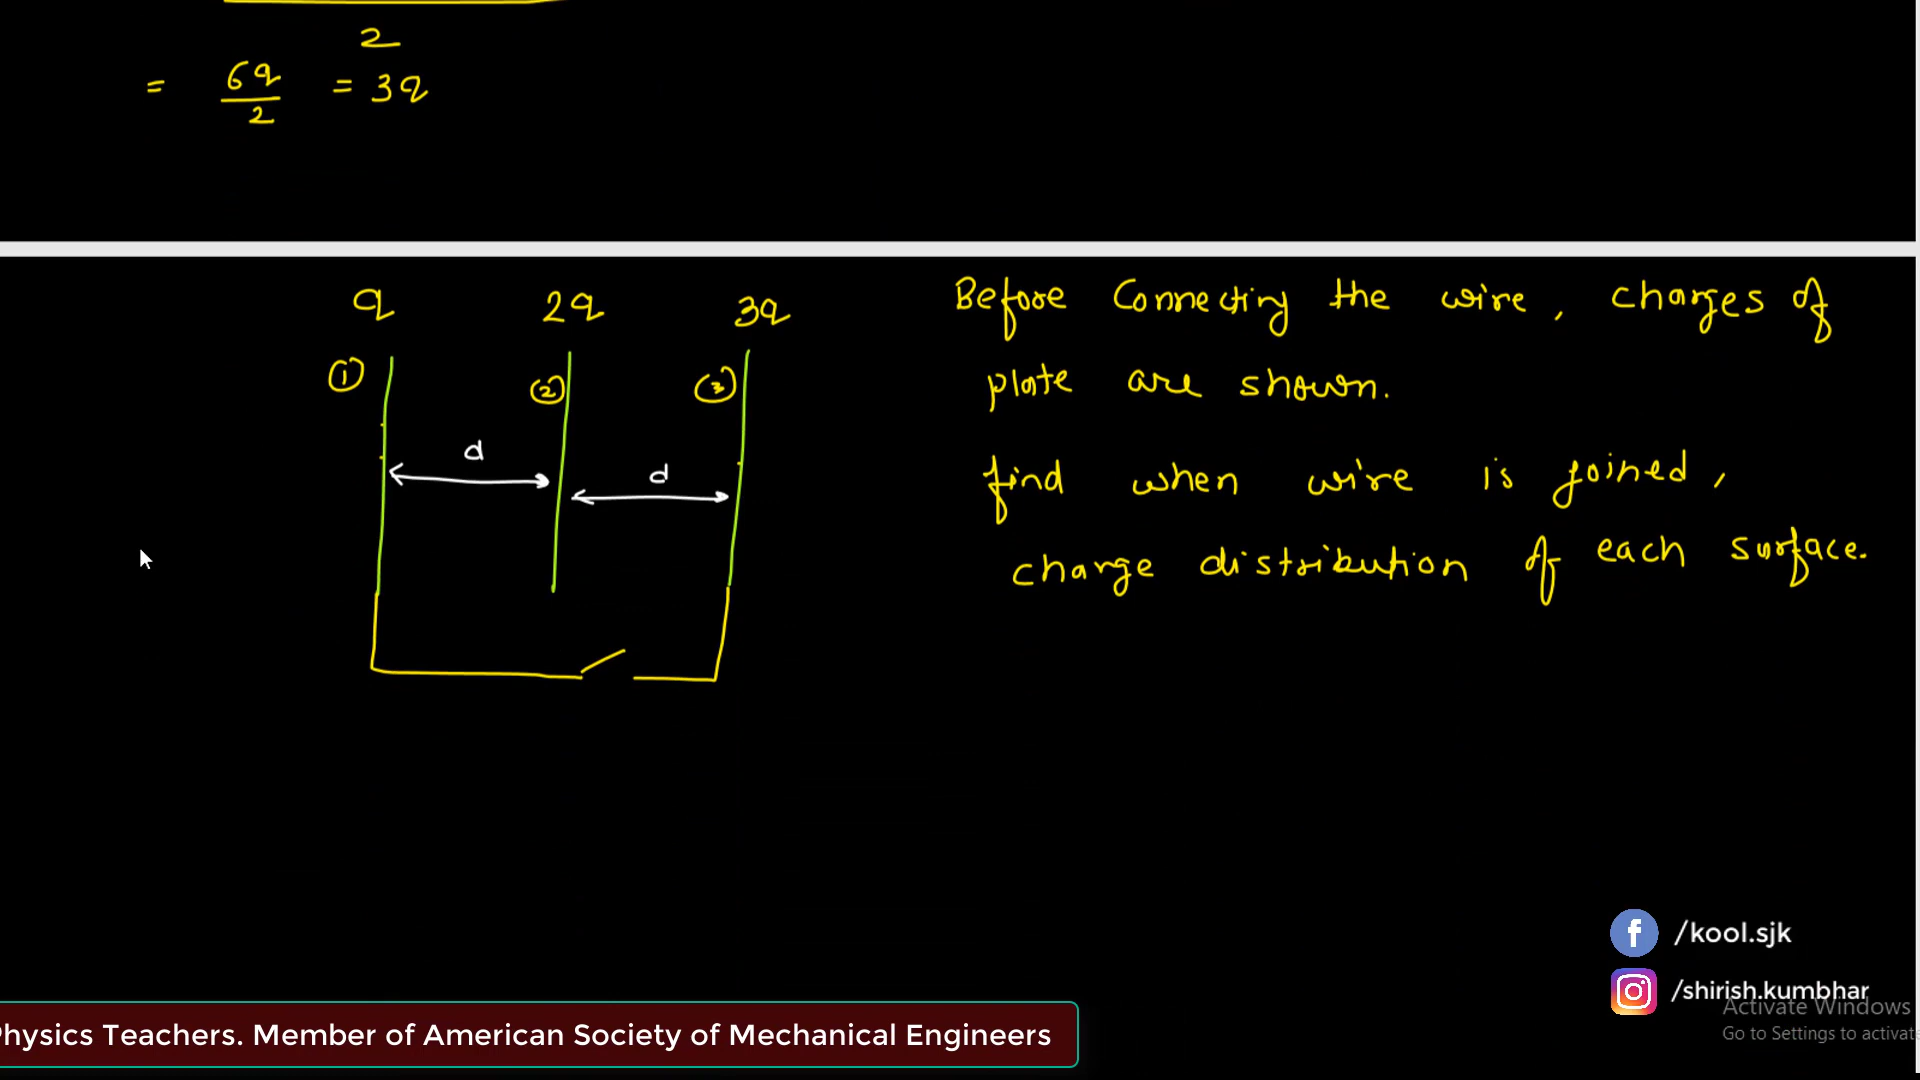 2
= 6q/2 = 3q
q 2q 3q
① ② ③
d d
Before Connecting the wire, charges of
plate are shown.
find when wire is joined,
charge distribution of each surface.
/kool.sjk
/shirish.kumbhar
Activate Windows
Go to Settings to activat
Physics Teachers. Member of American Society of Mechanical Engineers